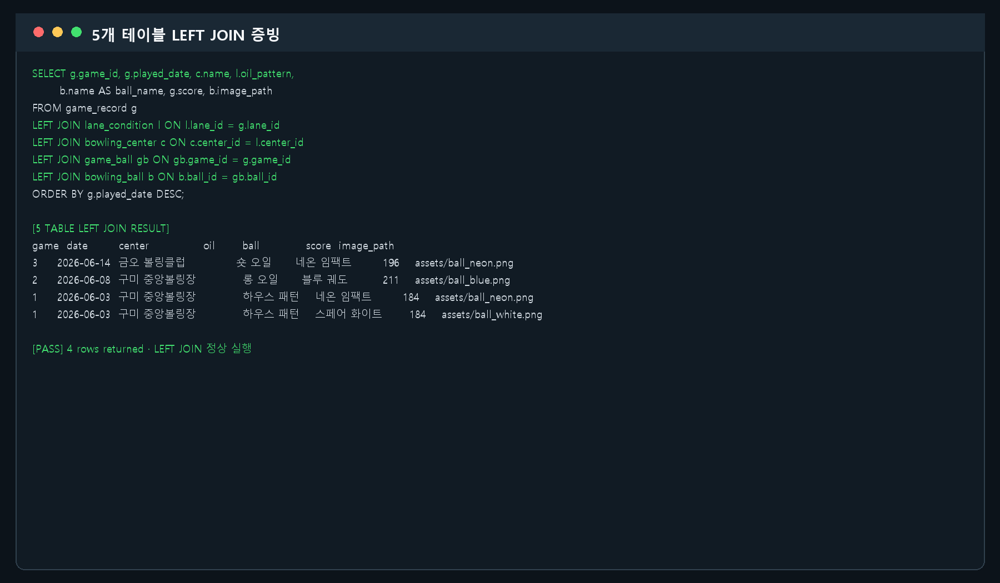 5개 테이블 LEFT JOIN 증빙
SELECT g.game_id, g.played_date, c.name, l.oil_pattern,
b.name AS ball_name, g.score, b.image_path
FROM game_record g
LEFT JOIN lane_condition l ON l.lane_id = g.lane_id
LEFT JOIN bowling_center c ON c.center_id = l.center_id
LEFT JOIN game_ball gb ON gb.game_id = g.game_id
LEFT JOIN bowling_ball b ON b.ball_id = gb.ball_id
ORDER BY g.played_date DESC;
[5 TABLE LEFT JOIN RESULT]
game date center oil ball score image_path
3 2026-06-14 금오 볼링클럽 숏 오일 네온 임팩트 196 assets/ball_neon.png
2 2026-06-08 구미 중앙볼링장 롱 오일 블루 궤도 211 assets/ball_blue.png
1 2026-06-03 구미 중앙볼링장 하우스 패턴 네온 임팩트 184 assets/ball_neon.png
1 2026-06-03 구미 중앙볼링장 하우스 패턴 스페어 화이트 184 assets/ball_white.png
[PASS] 4 rows returned · LEFT JOIN 정상 실행